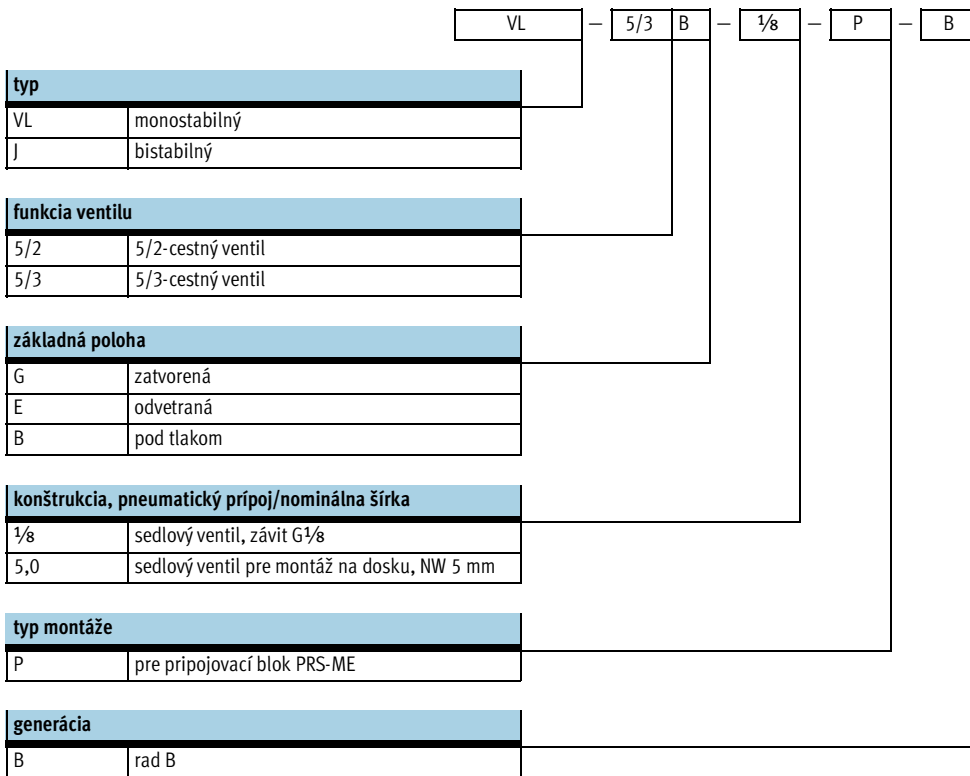 VL – 5/3 B – ⅛ – P – B
typ
VL monostabilný
J bistabilný
funkcia ventilu
5/2 5/2-cestný ventil
5/3 5/3-cestný ventil
základná poloha
G zatvorená
E odvetraná
B pod tlakom
konštrukcia, pneumatický prípoj/nominálna šírka
⅛ sedlový ventil, závit G⅛
5,0 sedlový ventil pre montáž na dosku, NW 5 mm
typ montáže
P pre pripojovací blok PRS-ME
generácia
B rad B